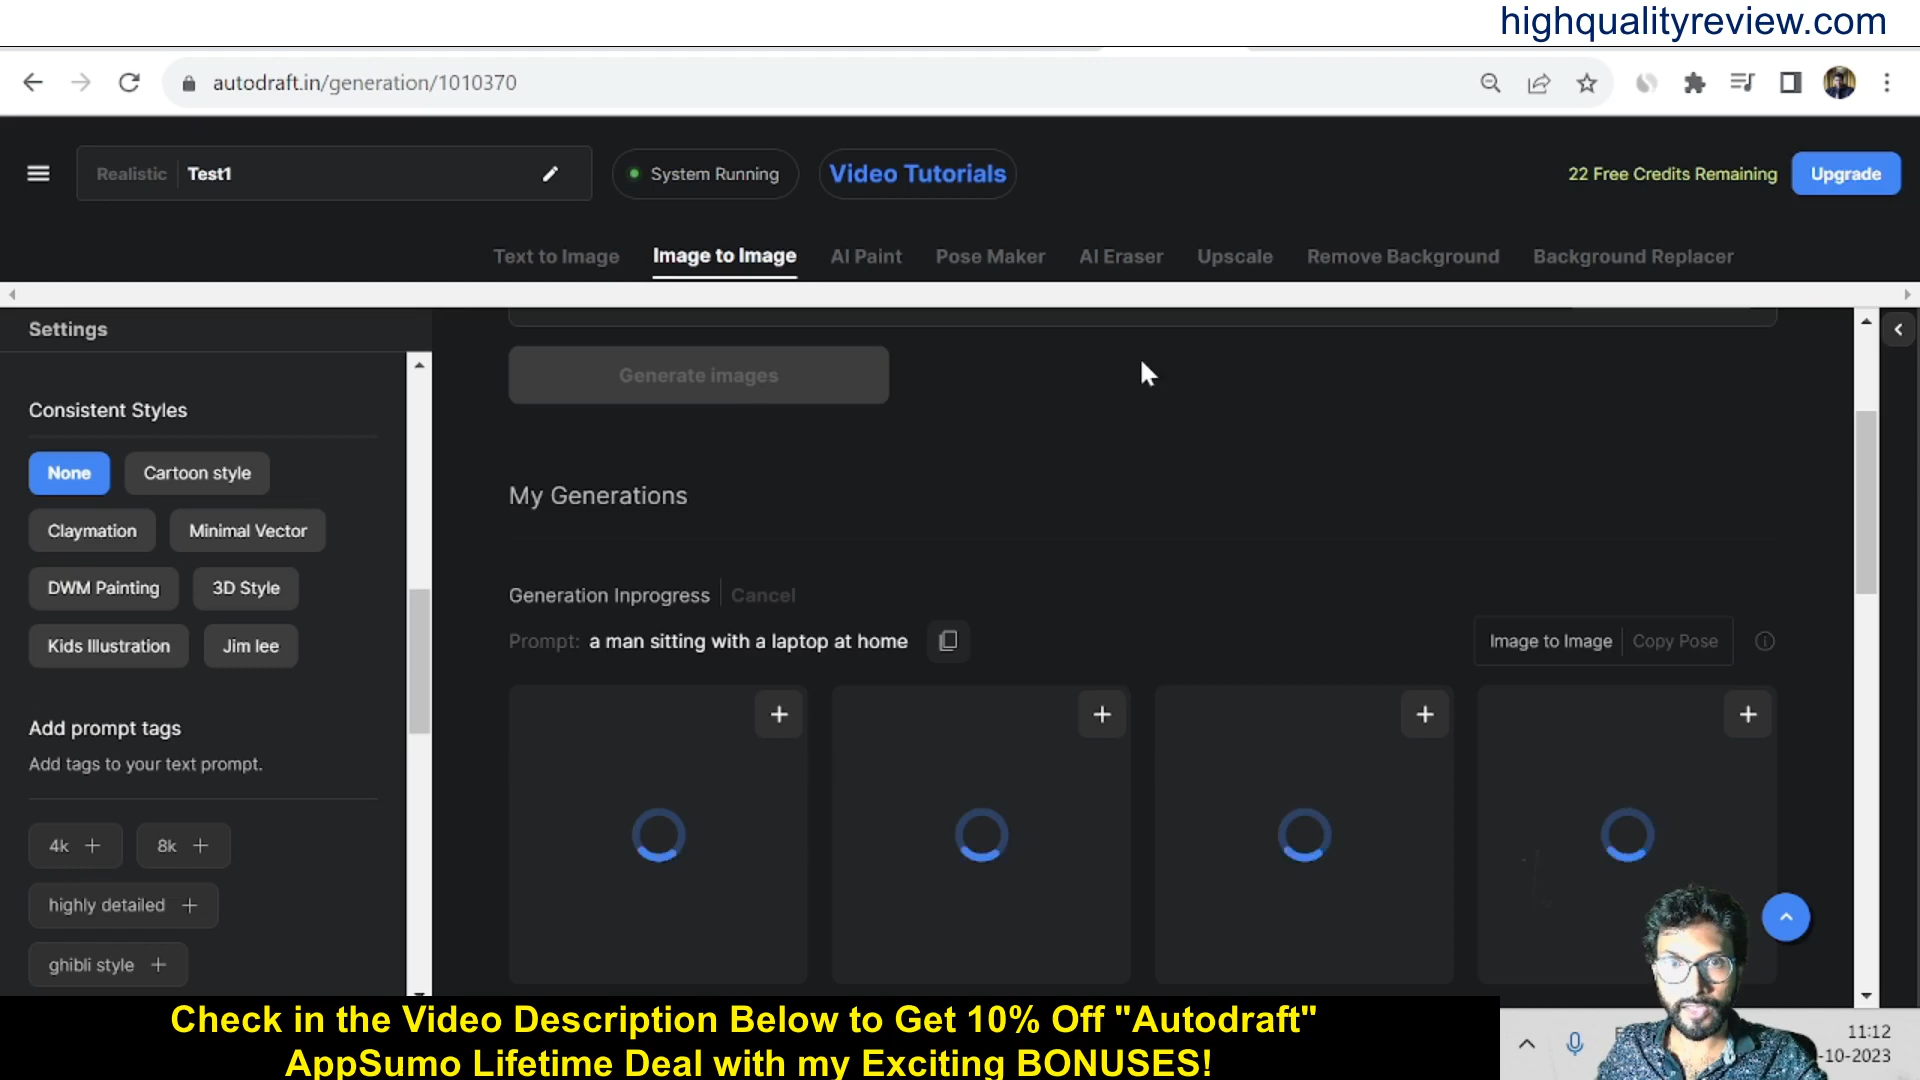 highqualityreview.com
autodraft.in/generation/1010370
Realistic Test1
System Running
Video Tutorials
22 Free Credits Remaining
Upgrade
Text to Image Image to Image AI Paint Pose Maker AI Eraser Upscale Remove Background Background Replacer
Settings
Generate images
Consistent Styles
None Cartoon style
Claymation Minimal Vector
DWM Painting 3D Style
Kids Illustration Jim lee
Add prompt tags
Add tags to your text prompt.
4k + 8k +
highly detailed +
ghibli style +
My Generations
Generation Inprogress Cancel
Prompt: a man sitting with a laptop at home
Image to Image Copy Pose
Check in the Video Description Below to Get 10% Off "Autodraft"
AppSumo Lifetime Deal with my Exciting BONUSES!
11:12
-10-2023